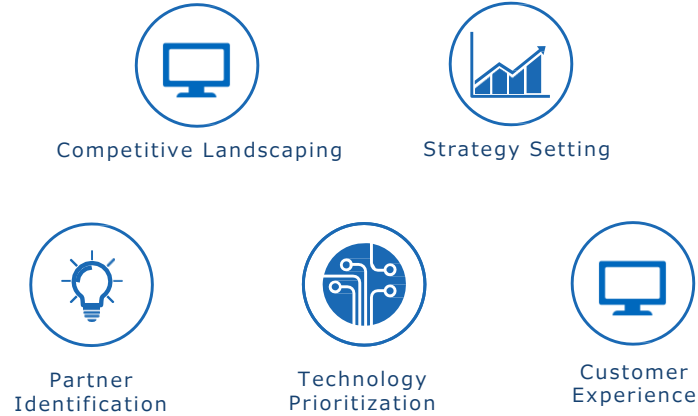 Competitive Landscaping
Strategy Setting
Partner
Identification
Technology
Prioritization
Customer
Experience